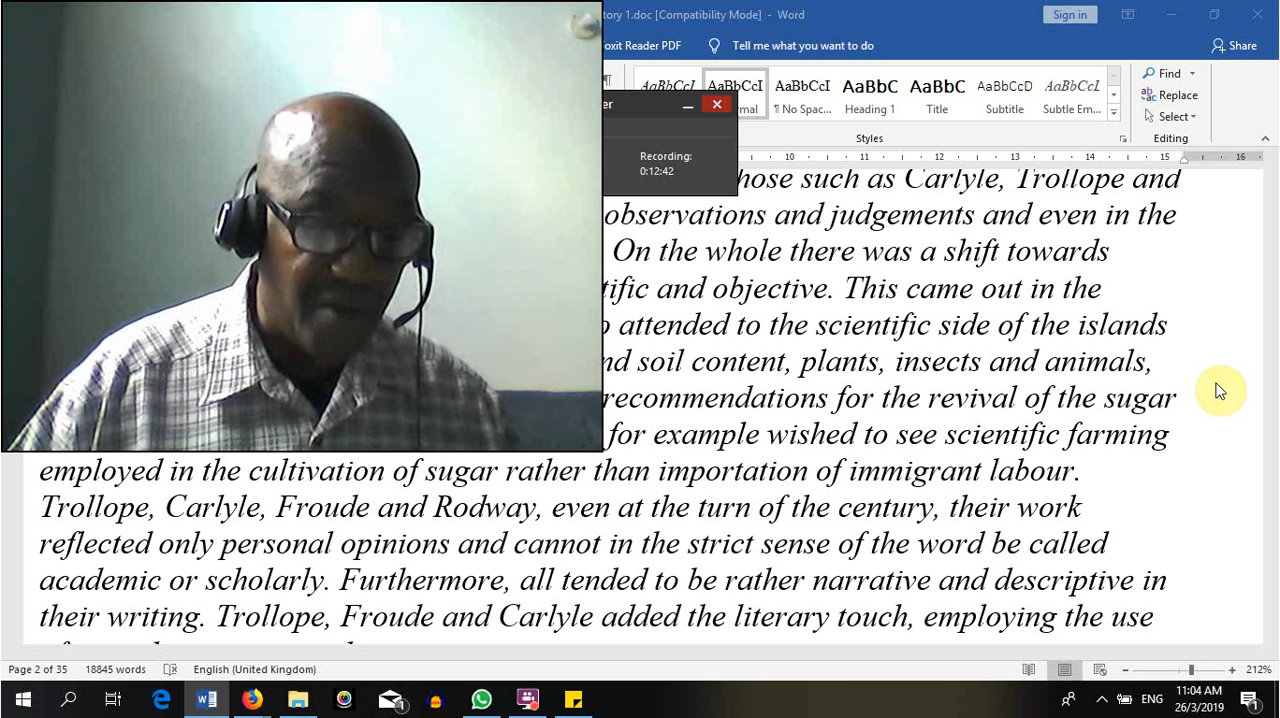 tory 1.doc [Compatibility Mode] - Word
Sign in
oxit Reader PDF
Tell me what you want to do
Share
AaBbCcI
AaBbCcI
AaBbCcI
AaBbC
AaBbC
AaBbCcD
AaBbCcI
mal
¶ No Spac...
Heading 1
Title
Subtitle
Subtle Em...
Find
Replace
Select
Styles
Editing
er
Recording:
0:12:42
10 11 12 13 14 15 16
hose such as Carlyle, Trollope and
observations and judgements and even in the
On the whole there was a shift towards
tific and objective. This came out in the
o attended to the scientific side of the islands
nd soil content, plants, insects and animals,
recommendations for the revival of the sugar
for example wished to see scientific farming
employed in the cultivation of sugar rather than importation of immigrant labour.
Trollope, Carlyle, Froude and Rodway, even at the turn of the century, their work
reflected only personal opinions and cannot in the strict sense of the word be called
academic or scholarly. Furthermore, all tended to be rather narrative and descriptive in
their writing. Trollope, Froude and Carlyle added the literary touch, employing the use
Page 2 of 35
18845 words
English (United Kingdom)
212%
ENG
11:04 AM
26/3/2019